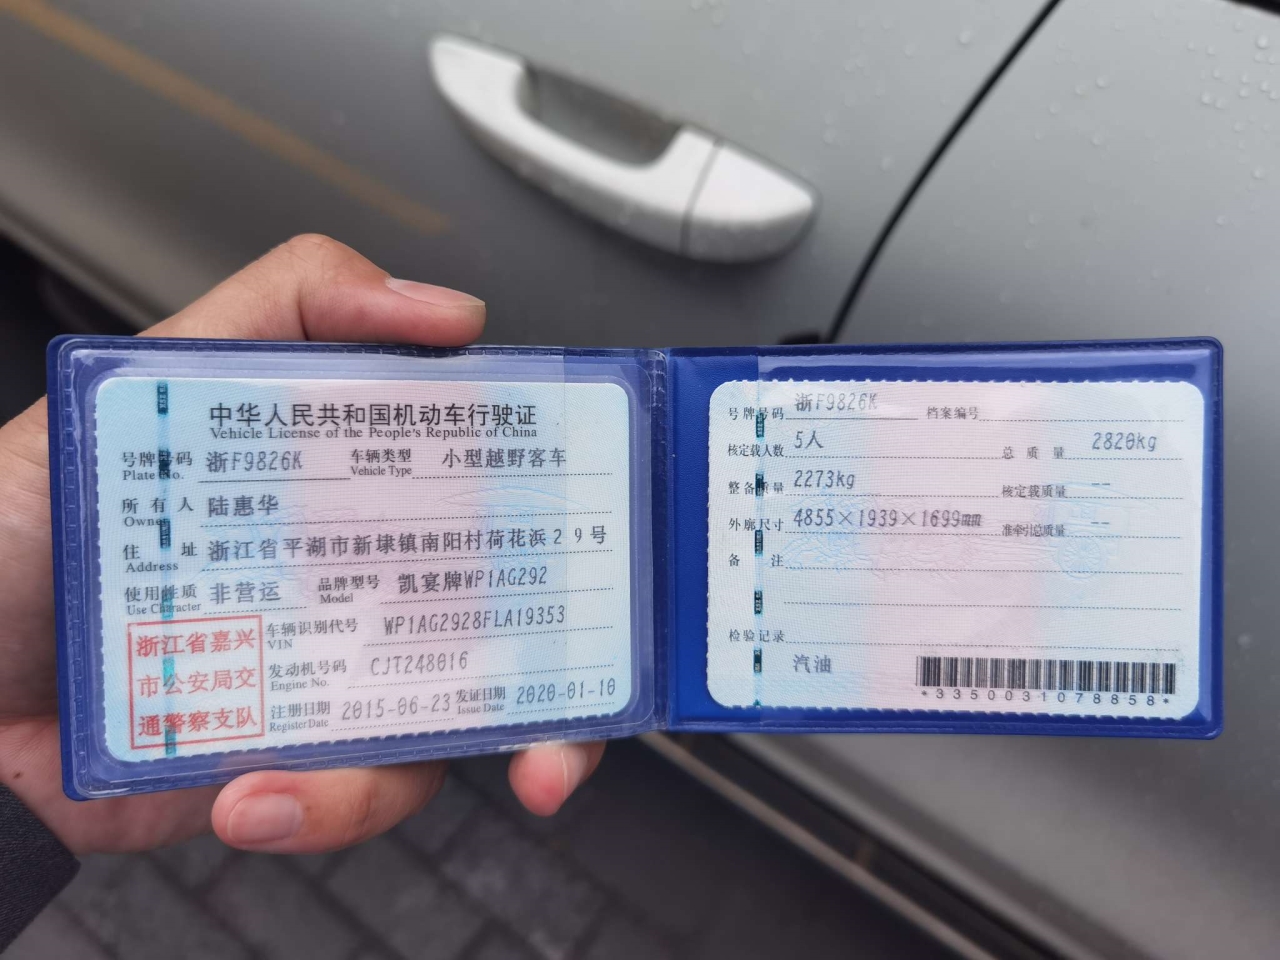 中华人民共和国机动车行驶证
Vehicle License of the People's Republic of China
号牌号码 浙F9826K 车辆类型 小型越野客车
Plate No. Vehicle Type
所有人 陆惠华
Owner
住址 浙江省平湖市新埭镇南阳村荷花浜29号
Address
使用性质 非营运 品牌型号 凯宴牌WP1AG292
Use Character Model
浙江省嘉兴
市公安局交
通警察支队
车辆识别代号 WP1AG2928FLA19353
VIN
发动机号码 CJT248016
Engine No.
注册日期 2015-06-23 发证日期 2020-01-10
Register Date Issue Date
号牌号码 浙F9826K 档案编号
核定载人数 5人 总质量 2820kg
整备质量 2273kg 核定载质量 --
外廓尺寸 4855×1939×1699mm 准牵引总质量 --
备注
检验记录
汽油
*3350031078858*